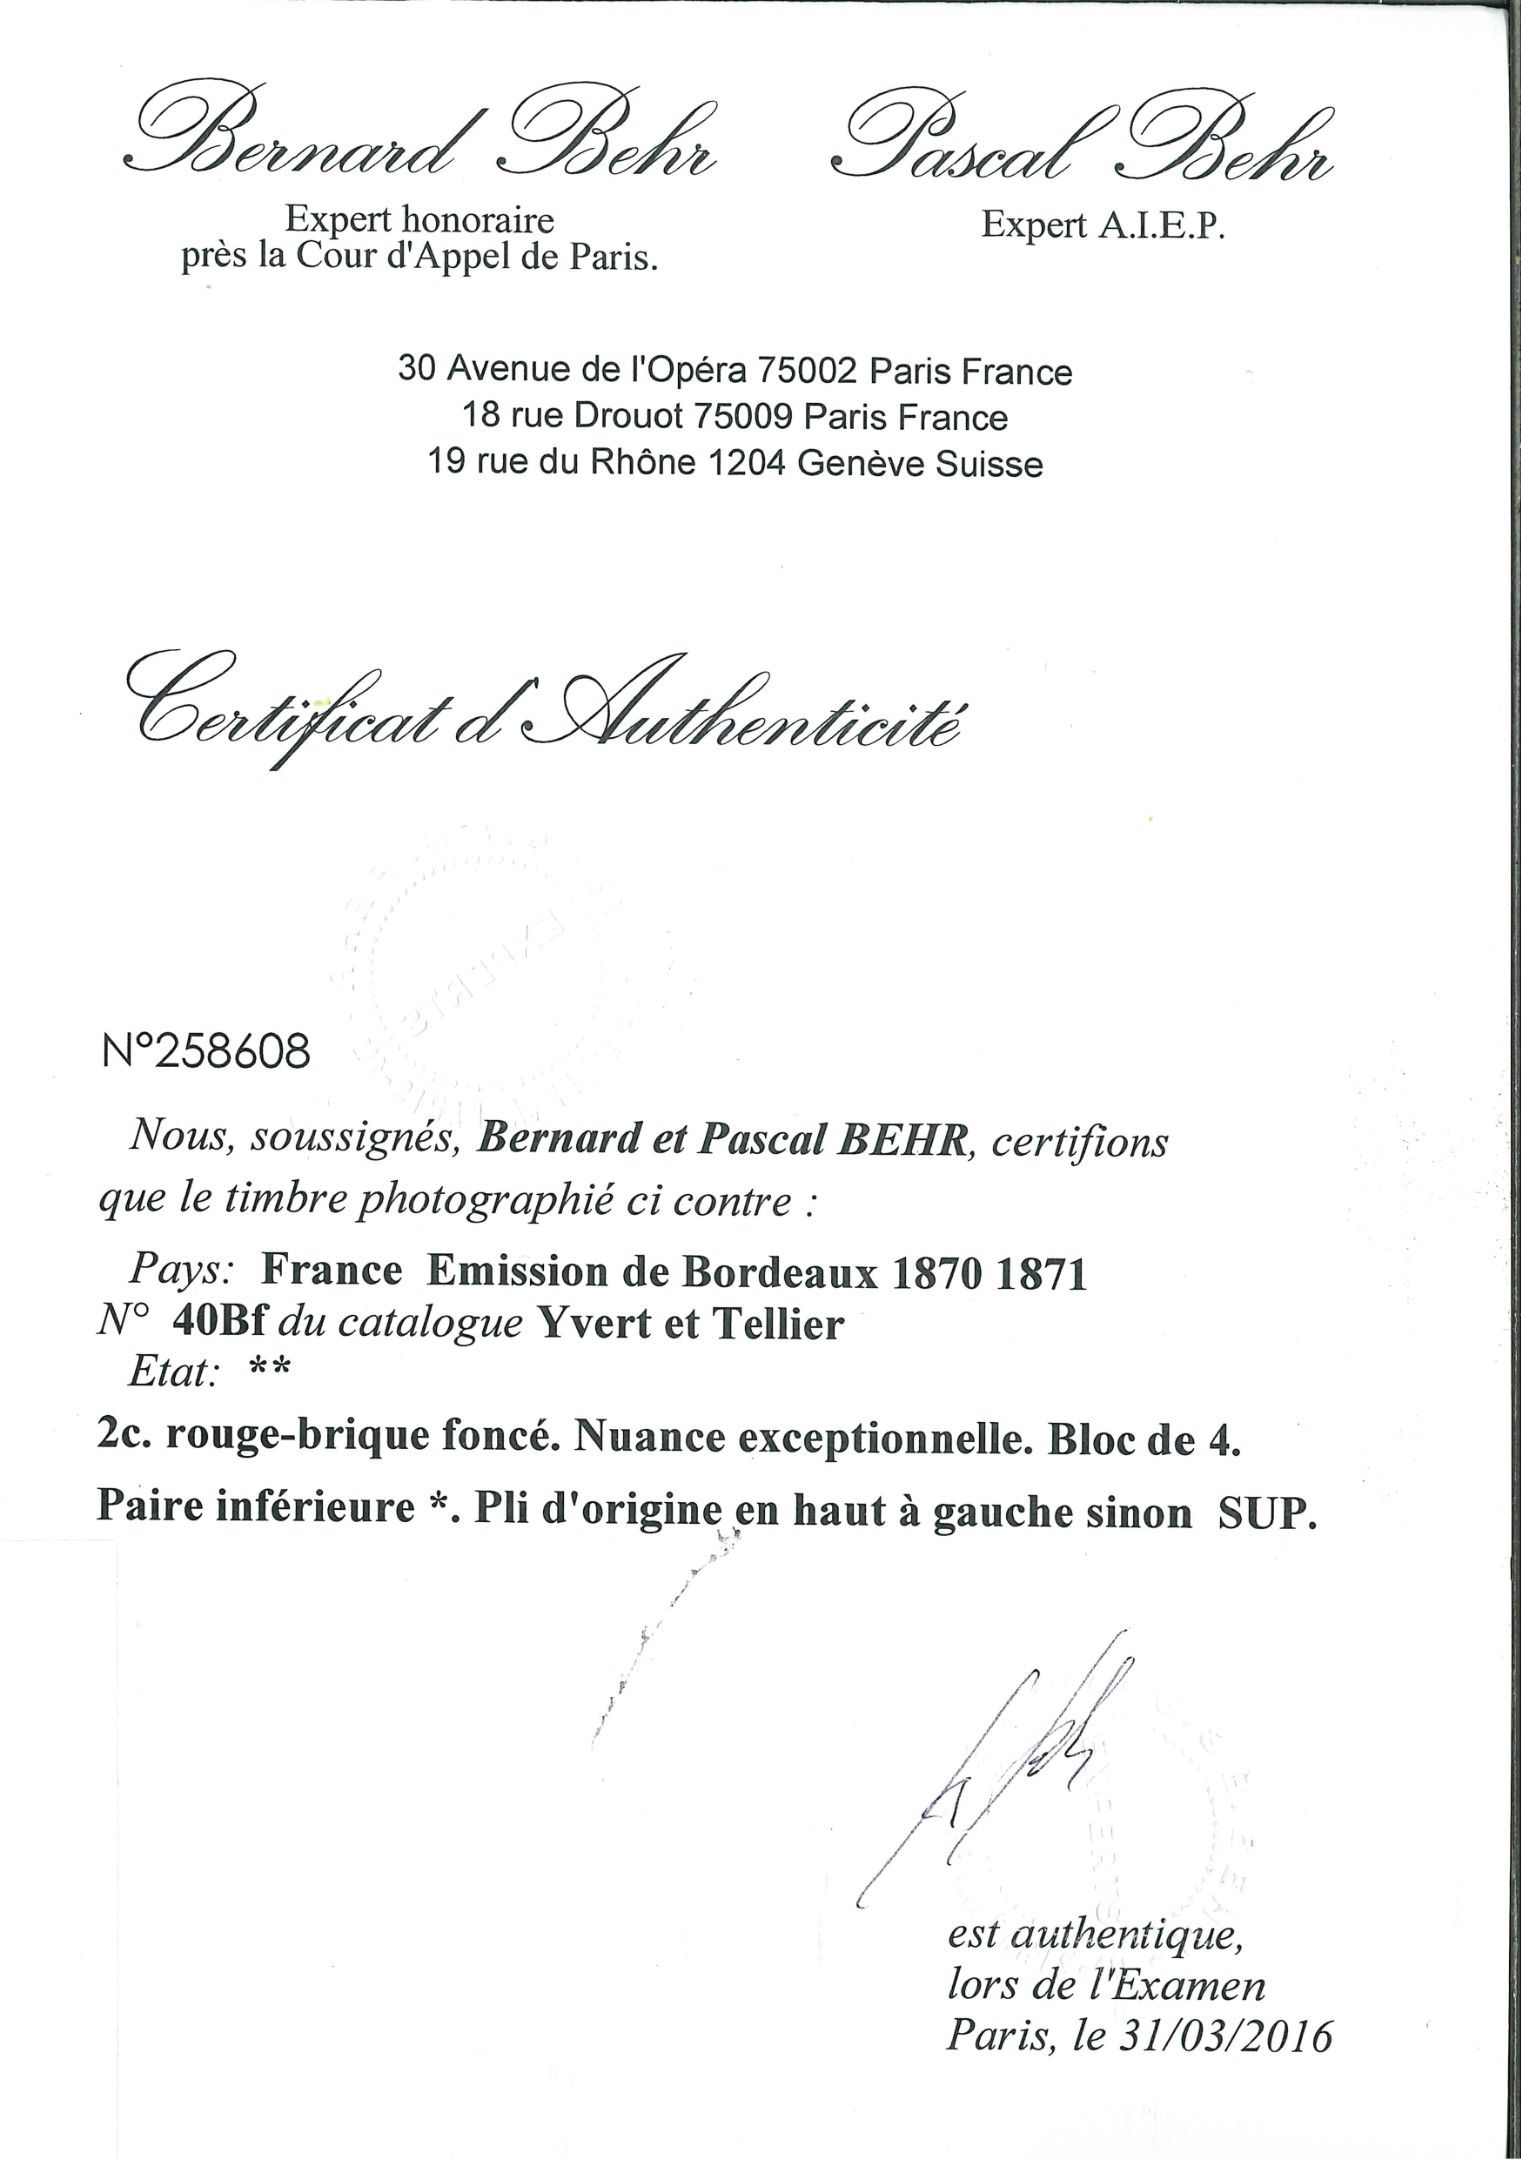 Bernard Behr
Expert honoraire
près la Cour d'Appel de Paris.
Pascal Behr
Expert A.I.E.P.
30 Avenue de l'Opéra 75002 Paris France
18 rue Drouot 75009 Paris France
19 rue du Rhône 1204 Genève Suisse
Certificat d'Authenticité
EXPERTS
N°258608
Nous, soussignés, Bernard et Pascal BEHR, certifions
que le timbre photographié ci contre :
Pays: France Emission de Bordeaux 1870 1871
N° 40Bf du catalogue Yvert et Tellier
Etat: **
2c. rouge-brique foncé. Nuance exceptionnelle. Bloc de 4.
Paire inférieure *. Pli d'origine en haut à gauche sinon SUP.
EXPERTS
est authentique,
lors de l'Examen
Paris, le 31/03/2016